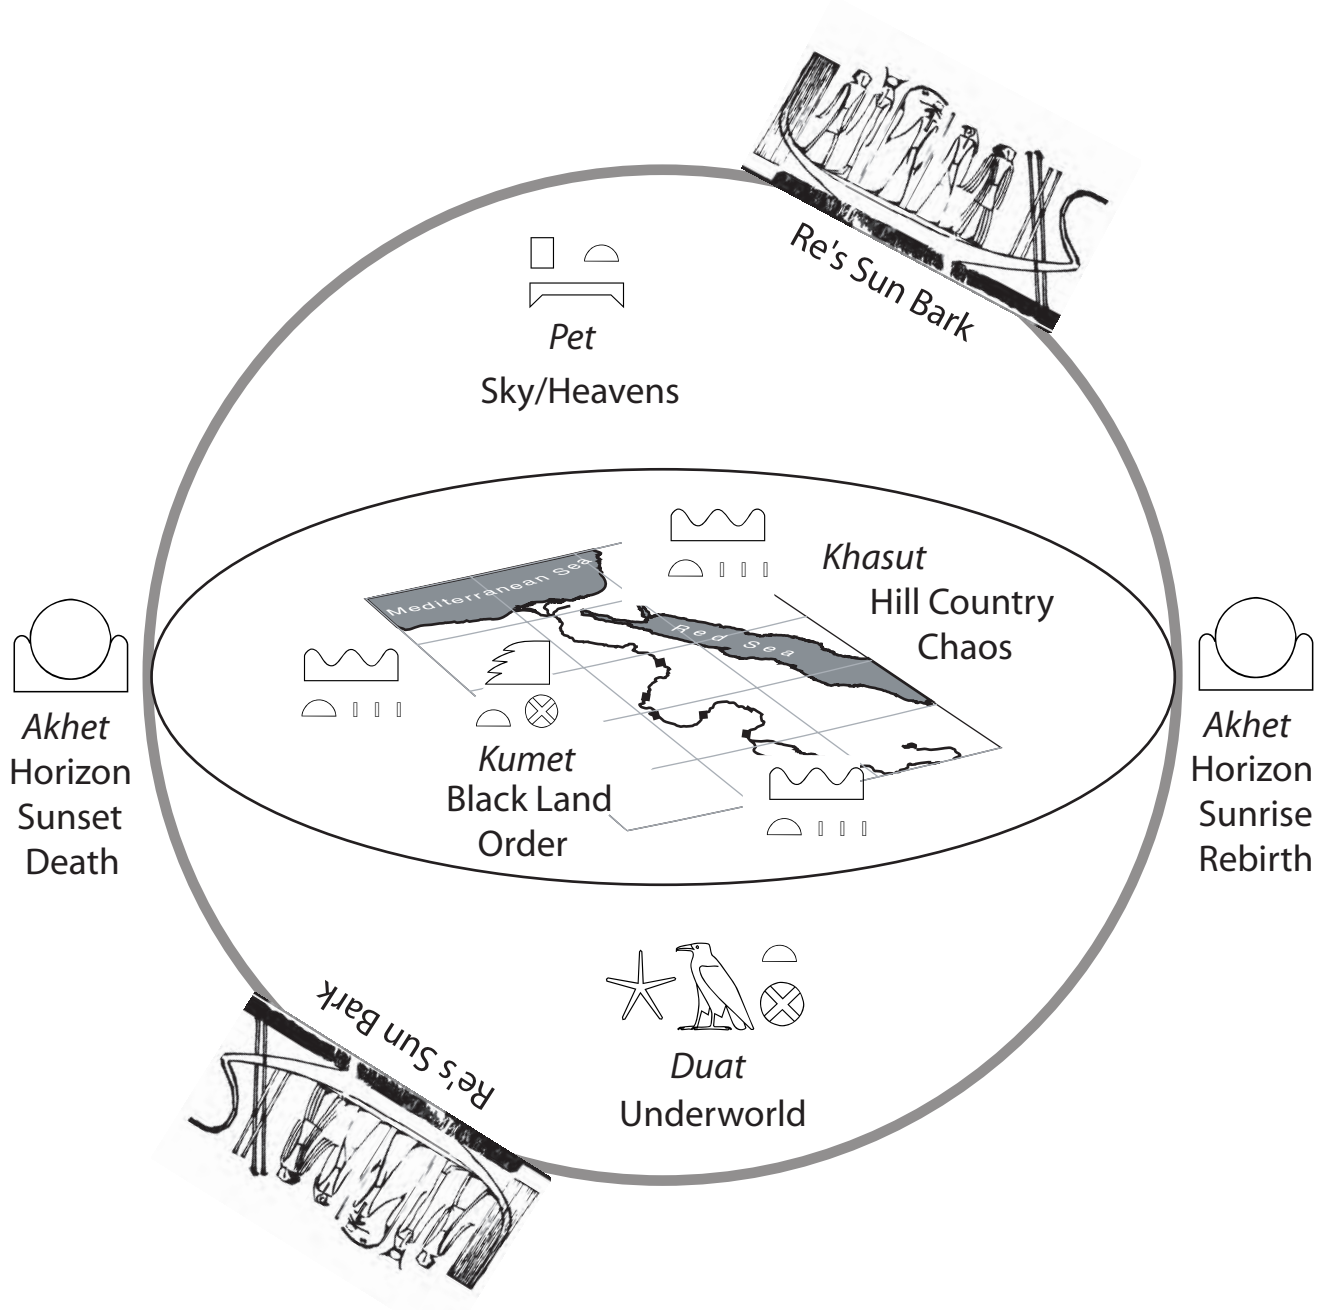 Re's Sun Bark
Pet
Sky/Heavens
Mediterranean Sea
Red Sea
Khasut
Hill Country
Chaos
Akhet
Horizon
Sunset
Death
Kumet
Black Land
Order
Akhet
Horizon
Sunrise
Rebirth
Re's Sun Bark
Duat
Underworld